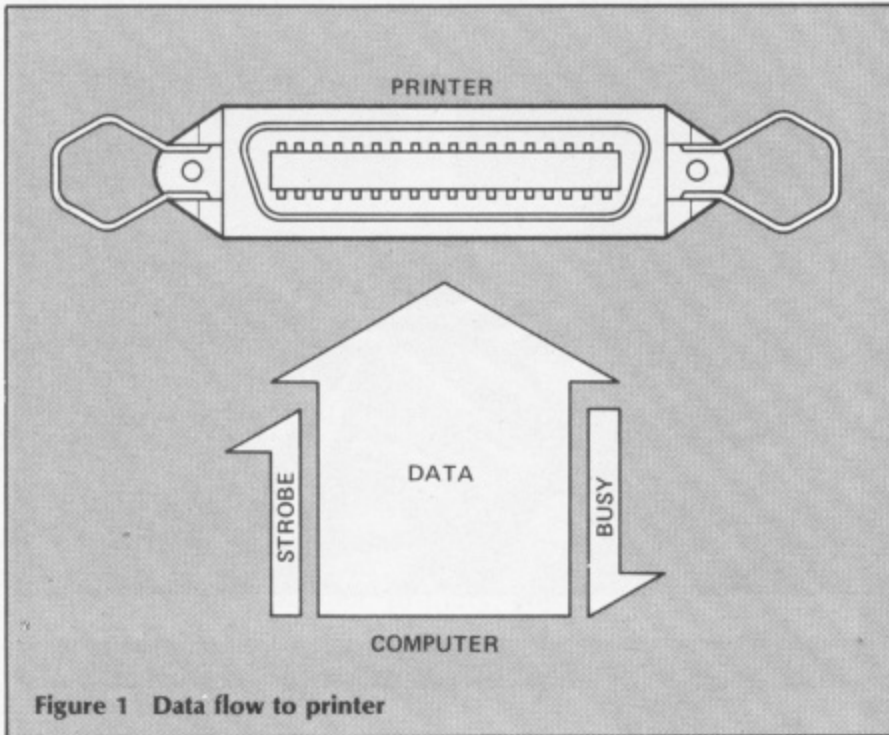 PRINTER
DATA
STROBE
BUSY
COMPUTER
Figure 1 Data flow to printer